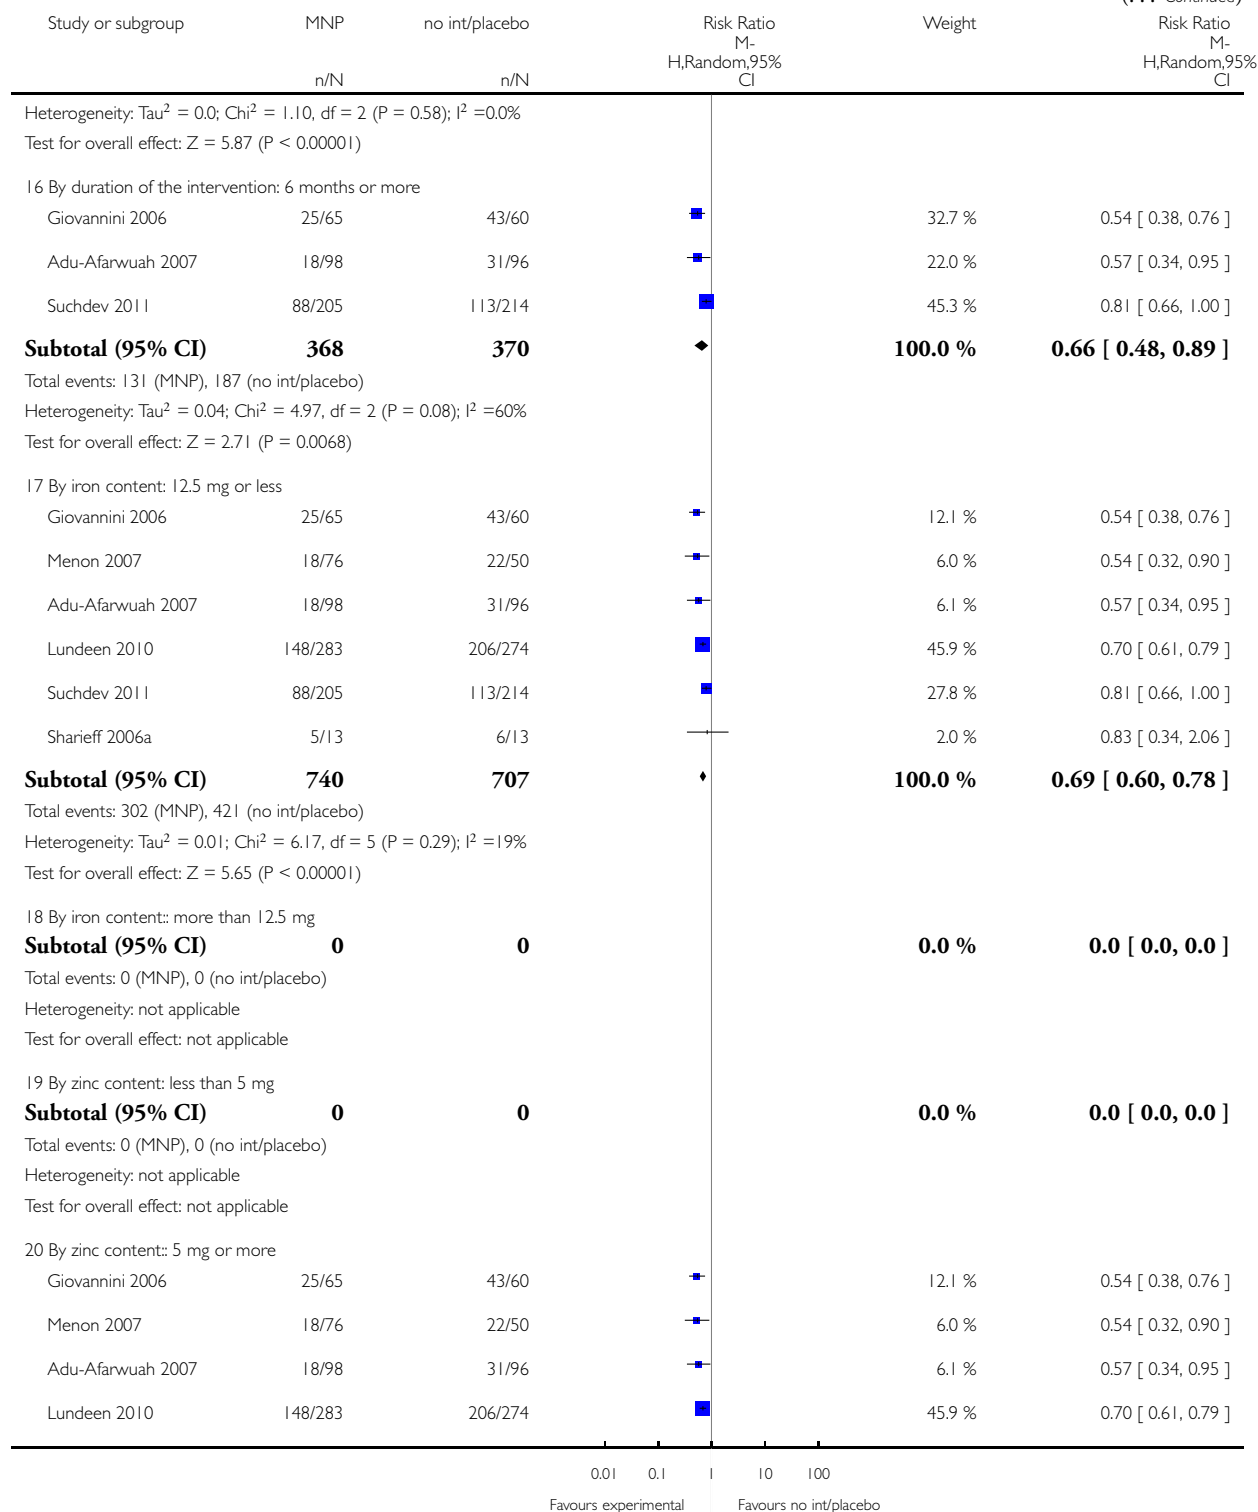 Continued)
Study or subgroup MNP no int/placebo Risk Ratio Weight Risk Ratio
M- M-
H,Random,95% H,Random,95%
n/N n/N CI CI
Heterogeneity: Tau² = 0.0; Chi² = 1.10, df = 2 (P = 0.58); I² =0.0%
Test for overall effect: Z = 5.87 (P < 0.00001)
16 By duration of the intervention: 6 months or more
Giovannini 2006 25/65 43/60 32.7 % 0.54 [ 0.38, 0.76 ]
Adu-Afarwuah 2007 18/98 31/96 22.0 % 0.57 [ 0.34, 0.95 ]
Suchdev 2011 88/205 113/214 45.3 % 0.81 [ 0.66, 1.00 ]
Subtotal (95% CI) 368 370 100.0 % 0.66 [ 0.48, 0.89 ]
Total events: 131 (MNP), 187 (no int/placebo)
Heterogeneity: Tau² = 0.04; Chi² = 4.97, df = 2 (P = 0.08); I² =60%
Test for overall effect: Z = 2.71 (P = 0.0068)
17 By iron content: 12.5 mg or less
Giovannini 2006 25/65 43/60 12.1 % 0.54 [ 0.38, 0.76 ]
Menon 2007 18/76 22/50 6.0 % 0.54 [ 0.32, 0.90 ]
Adu-Afarwuah 2007 18/98 31/96 6.1 % 0.57 [ 0.34, 0.95 ]
Lundeen 2010 148/283 206/274 45.9 % 0.70 [ 0.61, 0.79 ]
Suchdev 2011 88/205 113/214 27.8 % 0.81 [ 0.66, 1.00 ]
Sharieff 2006a 5/13 6/13 2.0 % 0.83 [ 0.34, 2.06 ]
Subtotal (95% CI) 740 707 100.0 % 0.69 [ 0.60, 0.78 ]
Total events: 302 (MNP), 421 (no int/placebo)
Heterogeneity: Tau² = 0.01; Chi² = 6.17, df = 5 (P = 0.29); I² =19%
Test for overall effect: Z = 5.65 (P < 0.00001)
18 By iron content:: more than 12.5 mg
Subtotal (95% CI) 0 0 0.0 % 0.0 [ 0.0, 0.0 ]
Total events: 0 (MNP), 0 (no int/placebo)
Heterogeneity: not applicable
Test for overall effect: not applicable
19 By zinc content: less than 5 mg
Subtotal (95% CI) 0 0 0.0 % 0.0 [ 0.0, 0.0 ]
Total events: 0 (MNP), 0 (no int/placebo)
Heterogeneity: not applicable
Test for overall effect: not applicable
20 By zinc content:: 5 mg or more
Giovannini 2006 25/65 43/60 12.1 % 0.54 [ 0.38, 0.76 ]
Menon 2007 18/76 22/50 6.0 % 0.54 [ 0.32, 0.90 ]
Adu-Afarwuah 2007 18/98 31/96 6.1 % 0.57 [ 0.34, 0.95 ]
Lundeen 2010 148/283 206/274 45.9 % 0.70 [ 0.61, 0.79 ]
0.01 0.1 1 10 100
Favours experimental Favours no int/placebo